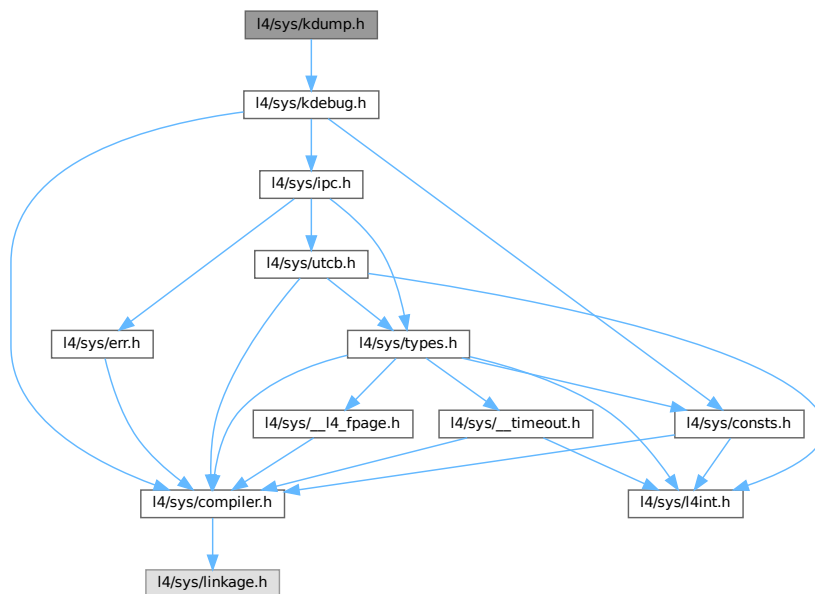 l4/sys/kdump.h
l4/sys/kdebug.h
l4/sys/ipc.h
l4/sys/utcb.h
l4/sys/err.h
l4/sys/types.h
l4/sys/__l4_fpage.h
l4/sys/__timeout.h
l4/sys/consts.h
l4/sys/compiler.h
l4/sys/l4int.h
l4/sys/linkage.h